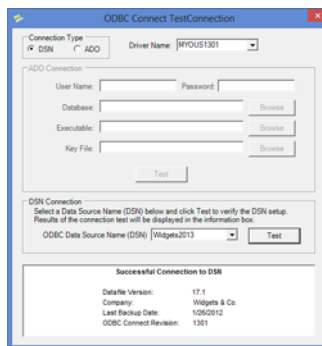 ODBC Connect TestConnection
Connection Type
DSN ADO
Driver Name: MYOUS1301
ADO Connection
User Name: Password:
Database: Browse
Executable: Browse
Key File: Browse
Test
DSN Connection
Select a Data Source Name (DSN) below and click Test to verify the DSN setup.
Results of the connection test will be displayed in the information box.
ODBC Data Source Name (DSN) Widgets2013 Test
Successful Connection to DSN
Datafile Version: 17.1
Company: Widgets & Co.
Last Backup Date: 1/26/2012
ODBC Connect Revision: 1301